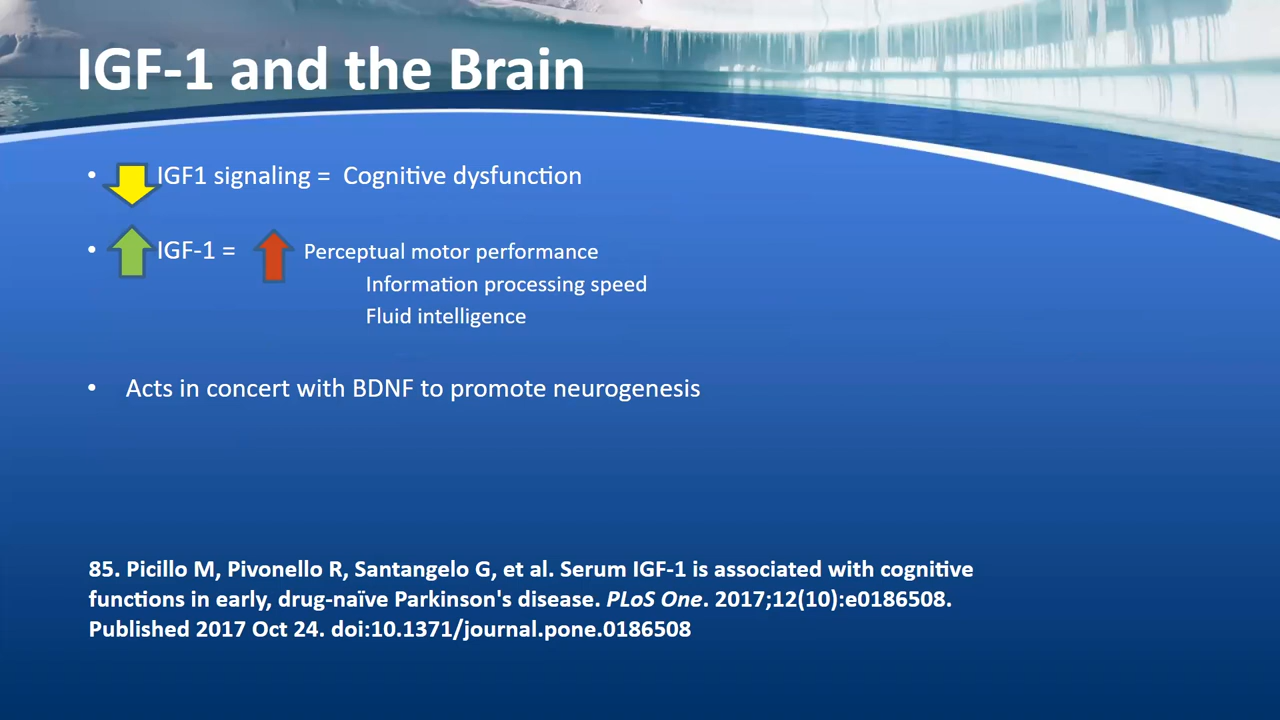 IGF-1 and the Brain
• IGF1 signaling = Cognitive dysfunction
• IGF-1 = Perceptual motor performance
Information processing speed
Fluid intelligence
• Acts in concert with BDNF to promote neurogenesis
85. Picillo M, Pivonello R, Santangelo G, et al. Serum IGF-1 is associated with cognitive
functions in early, drug-naïve Parkinson's disease. PLoS One. 2017;12(10):e0186508.
Published 2017 Oct 24. doi:10.1371/journal.pone.0186508